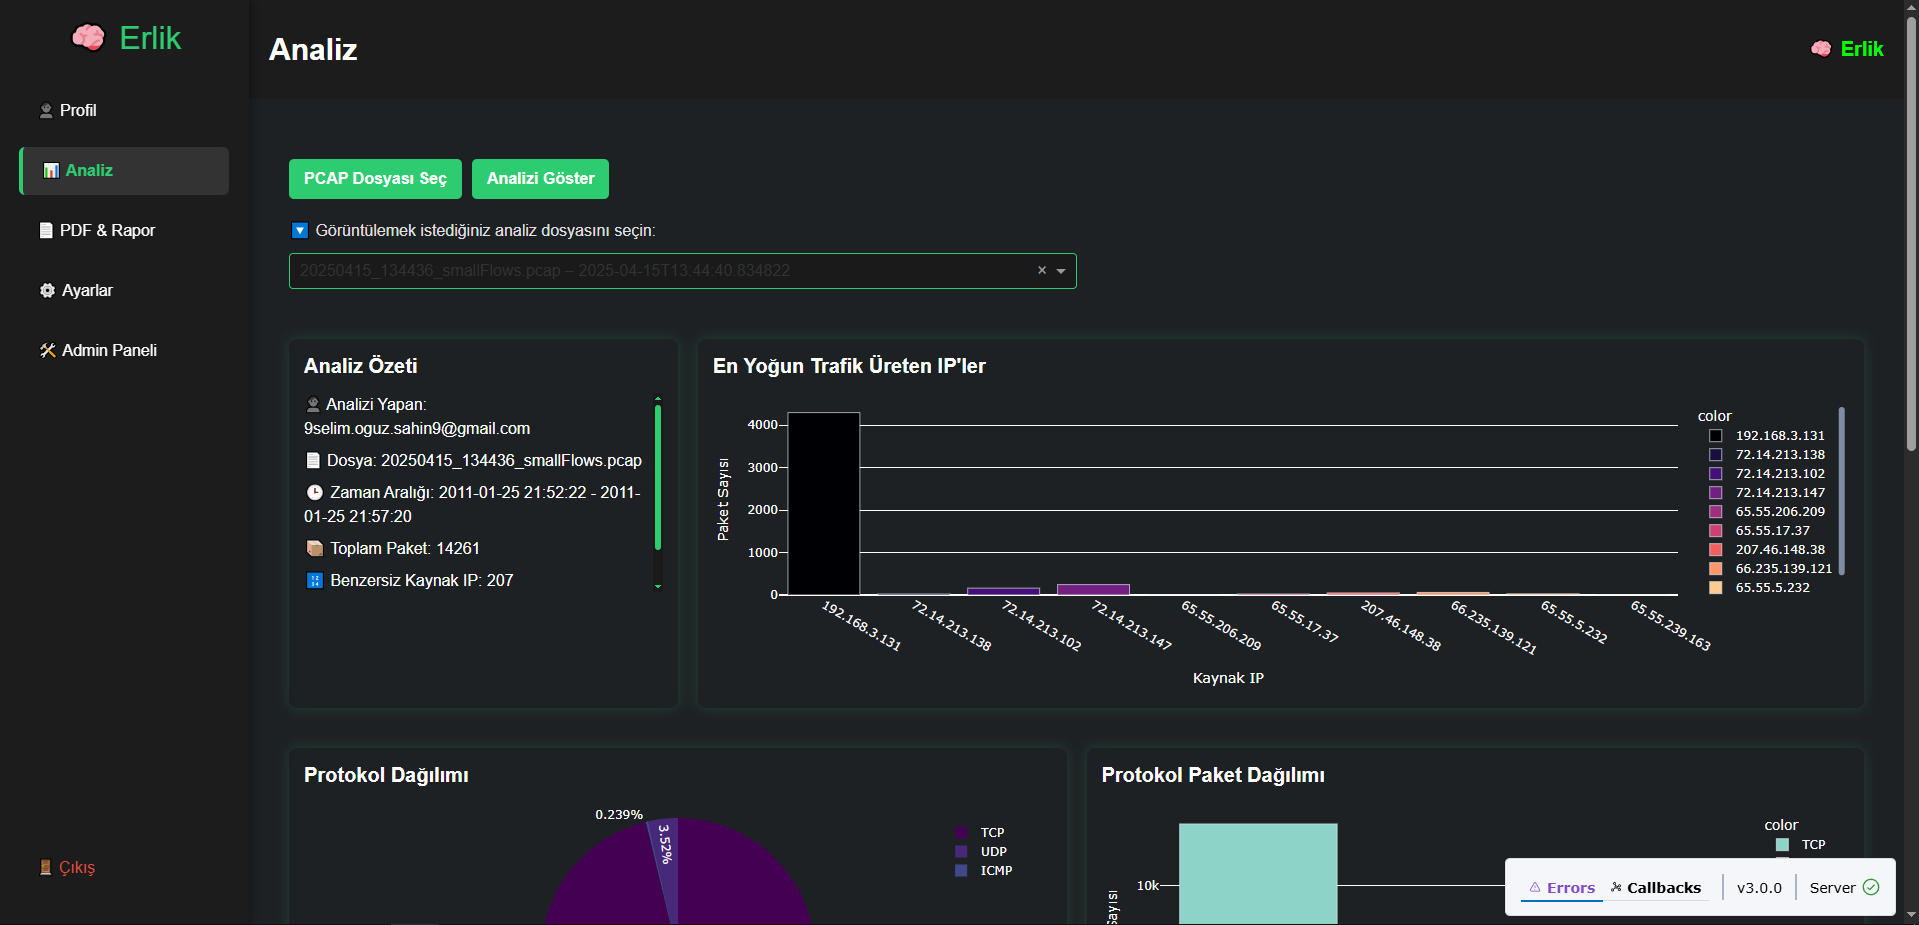 Erlik
Profil
Analiz
PDF & Rapor
Ayarlar
Admin Paneli
Çıkış
Analiz
Erlik
PCAP Dosyası Seç
Analizi Göster
Görüntülemek istediğiniz analiz dosyasını seçin:
20250415_134436_smallFlows.pcap – 2025-04-15T13:44:40.834822
Analiz Özeti
Analizi Yapan:
9selim.oguz.sahin9@gmail.com
Dosya: 20250415_134436_smallFlows.pcap
Zaman Aralığı: 2011-01-25 21:52:22 - 2011-
01-25 21:57:20
Toplam Paket: 14261
Benzersiz Kaynak IP: 207
En Yoğun Trafik Üreten IP'ler
Paket Sayısı
4000
3000
2000
1000
0
192.168.3.131
72.14.213.138
72.14.213.102
72.14.213.147
65.55.206.209
65.55.17.37
207.46.148.38
66.235.139.121
65.55.5.232
65.55.239.163
Kaynak IP
color
192.168.3.131
72.14.213.138
72.14.213.102
72.14.213.147
65.55.206.209
65.55.17.37
207.46.148.38
66.235.139.121
65.55.5.232
Protokol Dağılımı
0.239%
3.52%
TCP
UDP
ICMP
Protokol Paket Dağılımı
10k
Sayısı
color
TCP
Errors
Callbacks
v3.0.0
Server